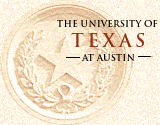 THE UNIVERSITY OF
TEXAS
AT AUSTIN